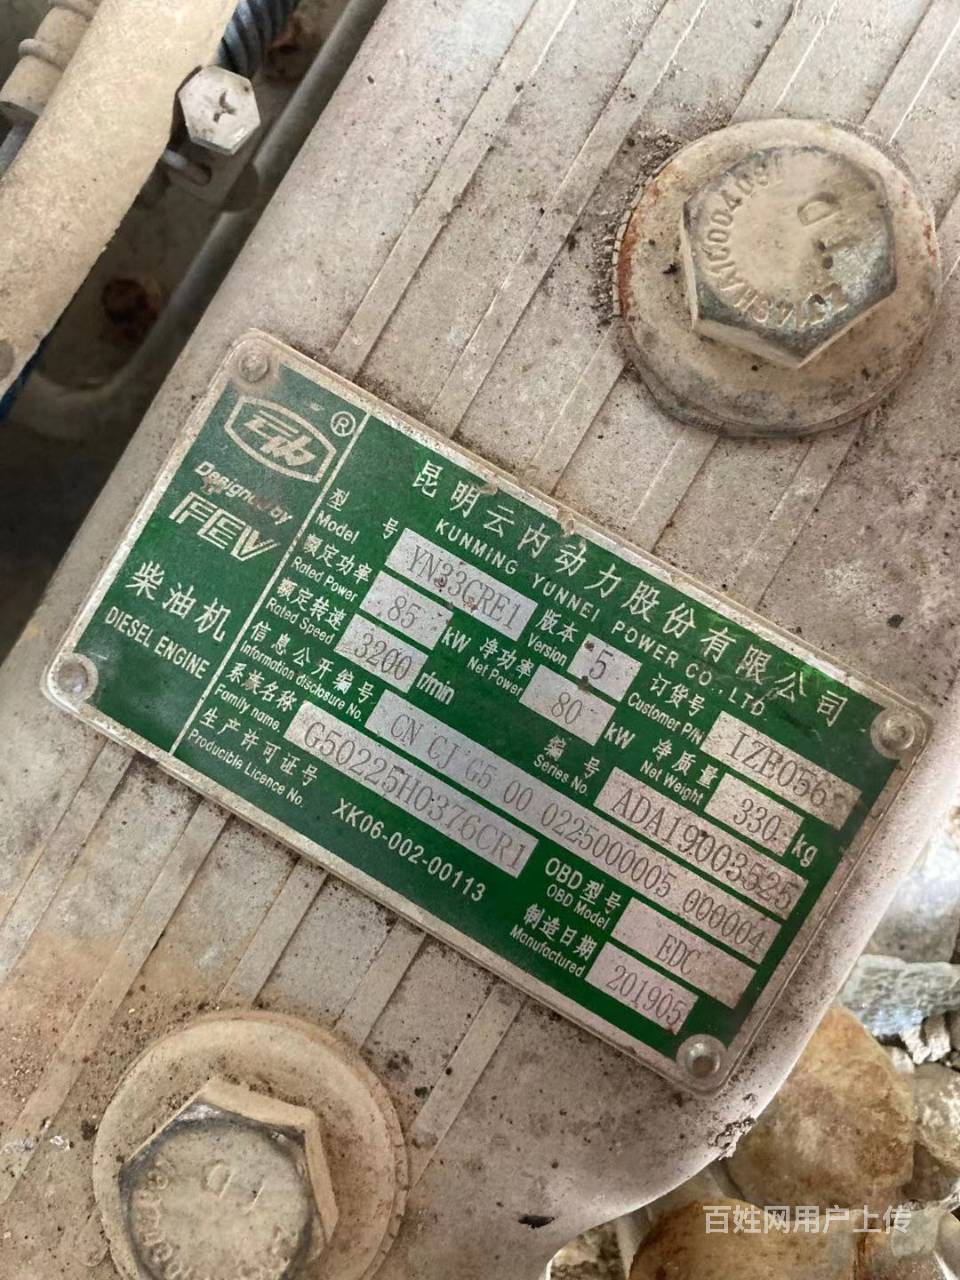 昆明云内动力股份有限公司
KUNMING YUNNEI POWER CO.,LTD.
®
Designed by
FEV
柴油机
DIESEL ENGINE
型号 YN33CRE1 版本 5 订货号 1ZE056
Model Version Customer P/N
额定功率 85 kW 净功率 80 kW 净质量 330 kg
Rated Power Net Power Net Weight
额定转速 3200 r/min 编号 ADA19003525
Rated Speed Series No.
信息公开编号 CN CJ G5 00 0225000005 000004
Information disclosure No.
系族名称 G50225H0376CR1 OBD型号 EDC
Family name OBD Model
生产许可证号 XK06-002-00113 制造日期 201905
Producible Licence No. Manufactured
百姓网用户上传